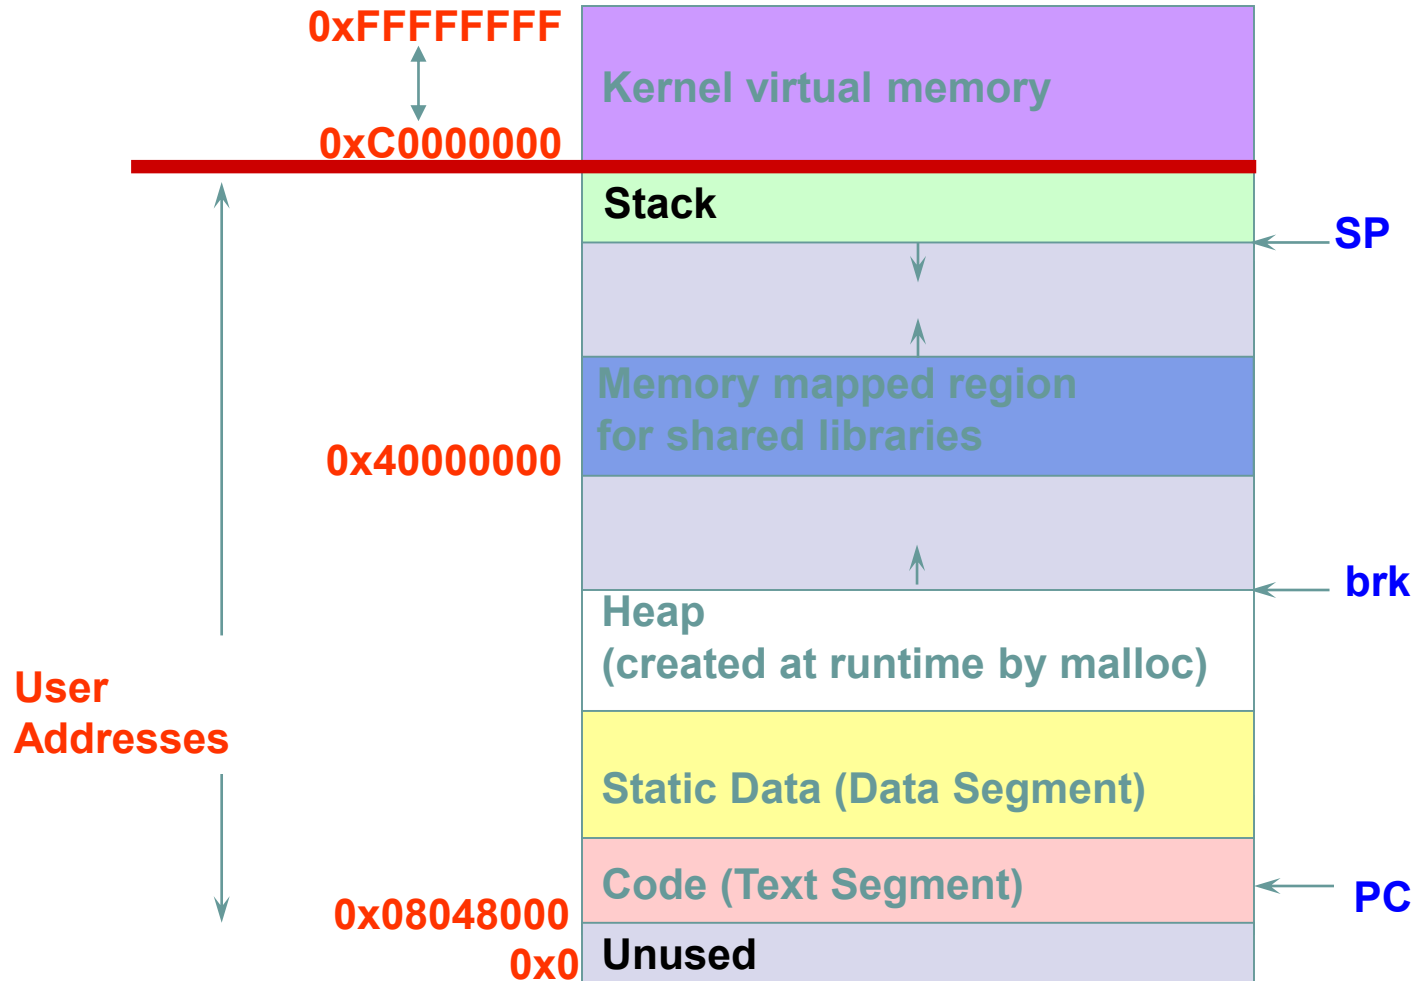 0xFFFFFFFF
Kernel virtual memory
0xC0000000
Stack
SP
Memory mapped region
for shared libraries
0x40000000
brk
Heap
(created at runtime by malloc)
User
Addresses
Static Data (Data Segment)
Code (Text Segment)
PC
0x08048000
Unused
0x0